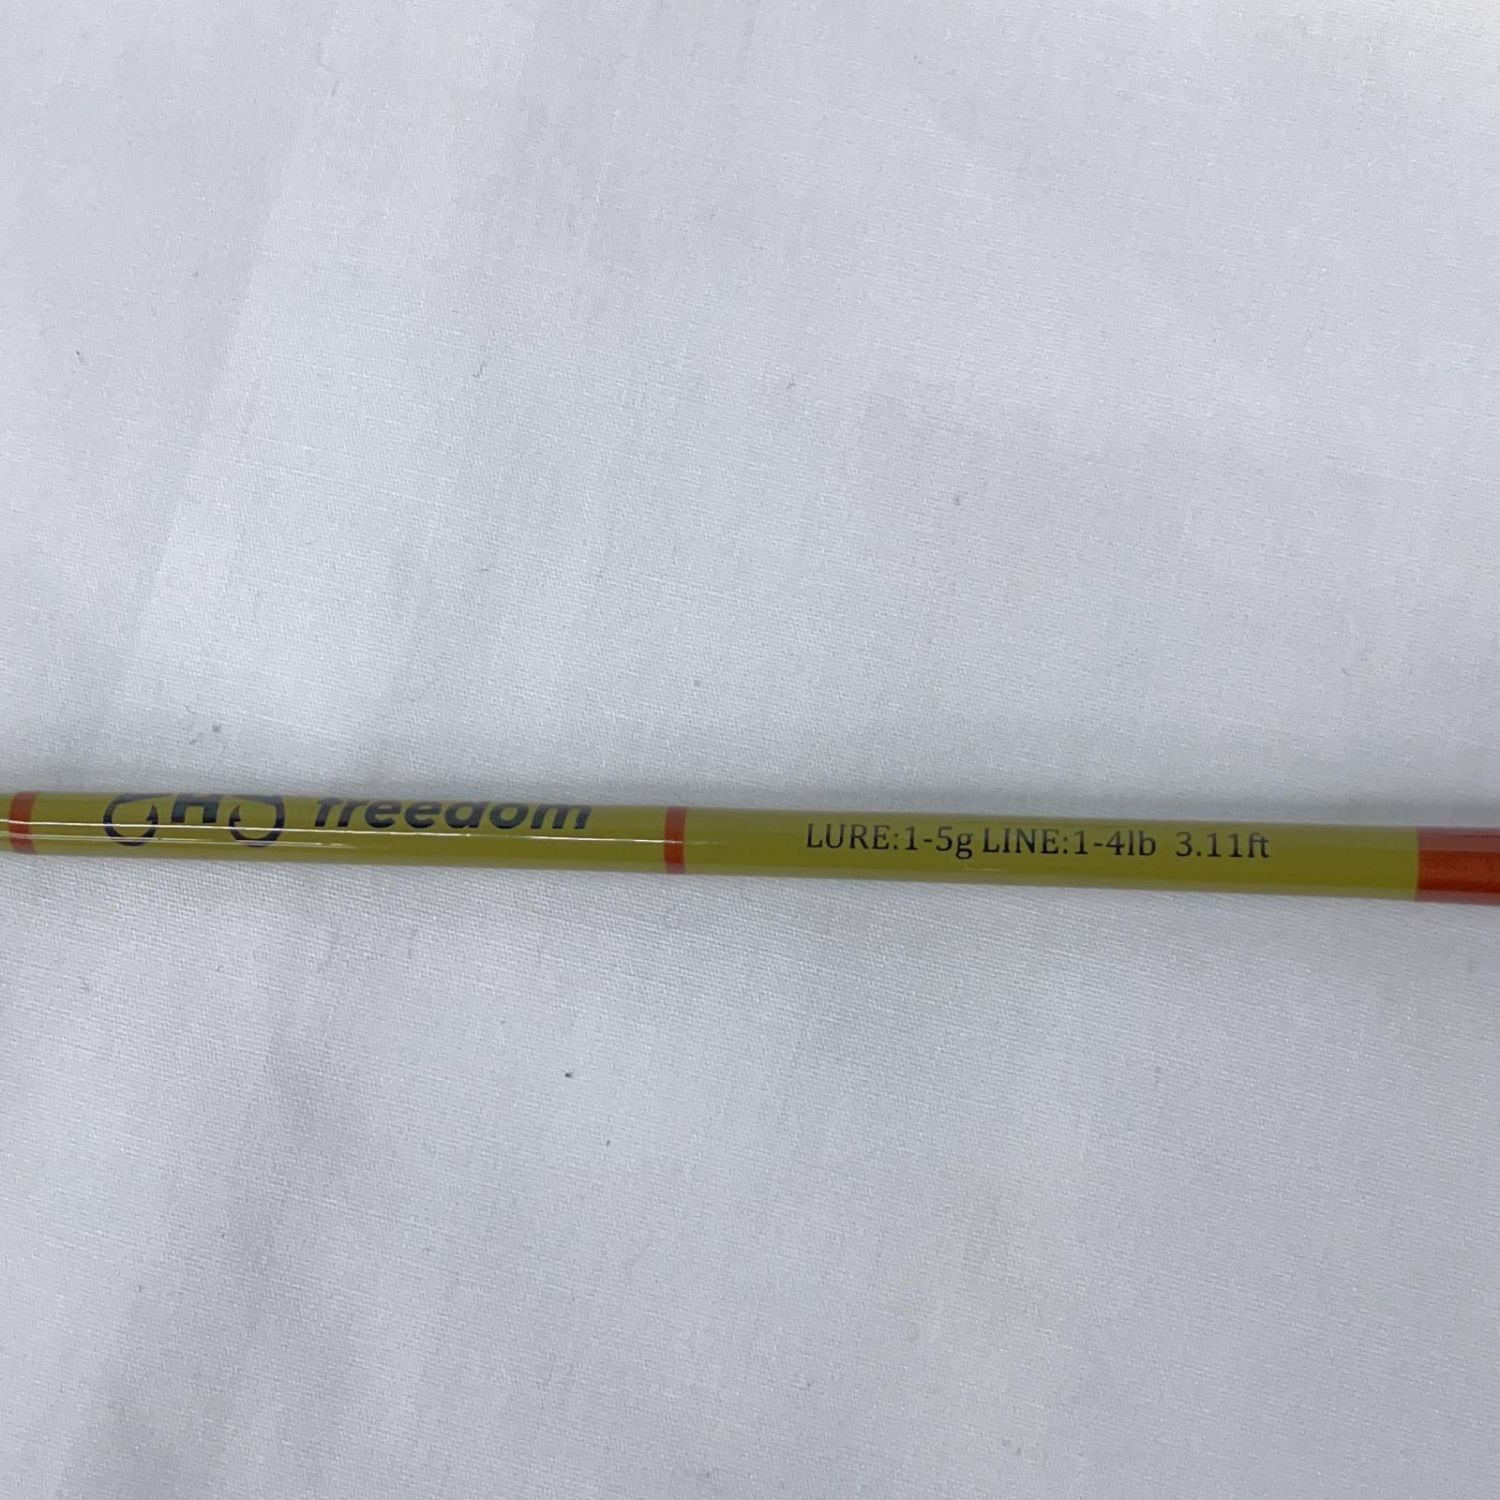 H freedom
LURE:1-5g LINE:1-4lb 3.11ft